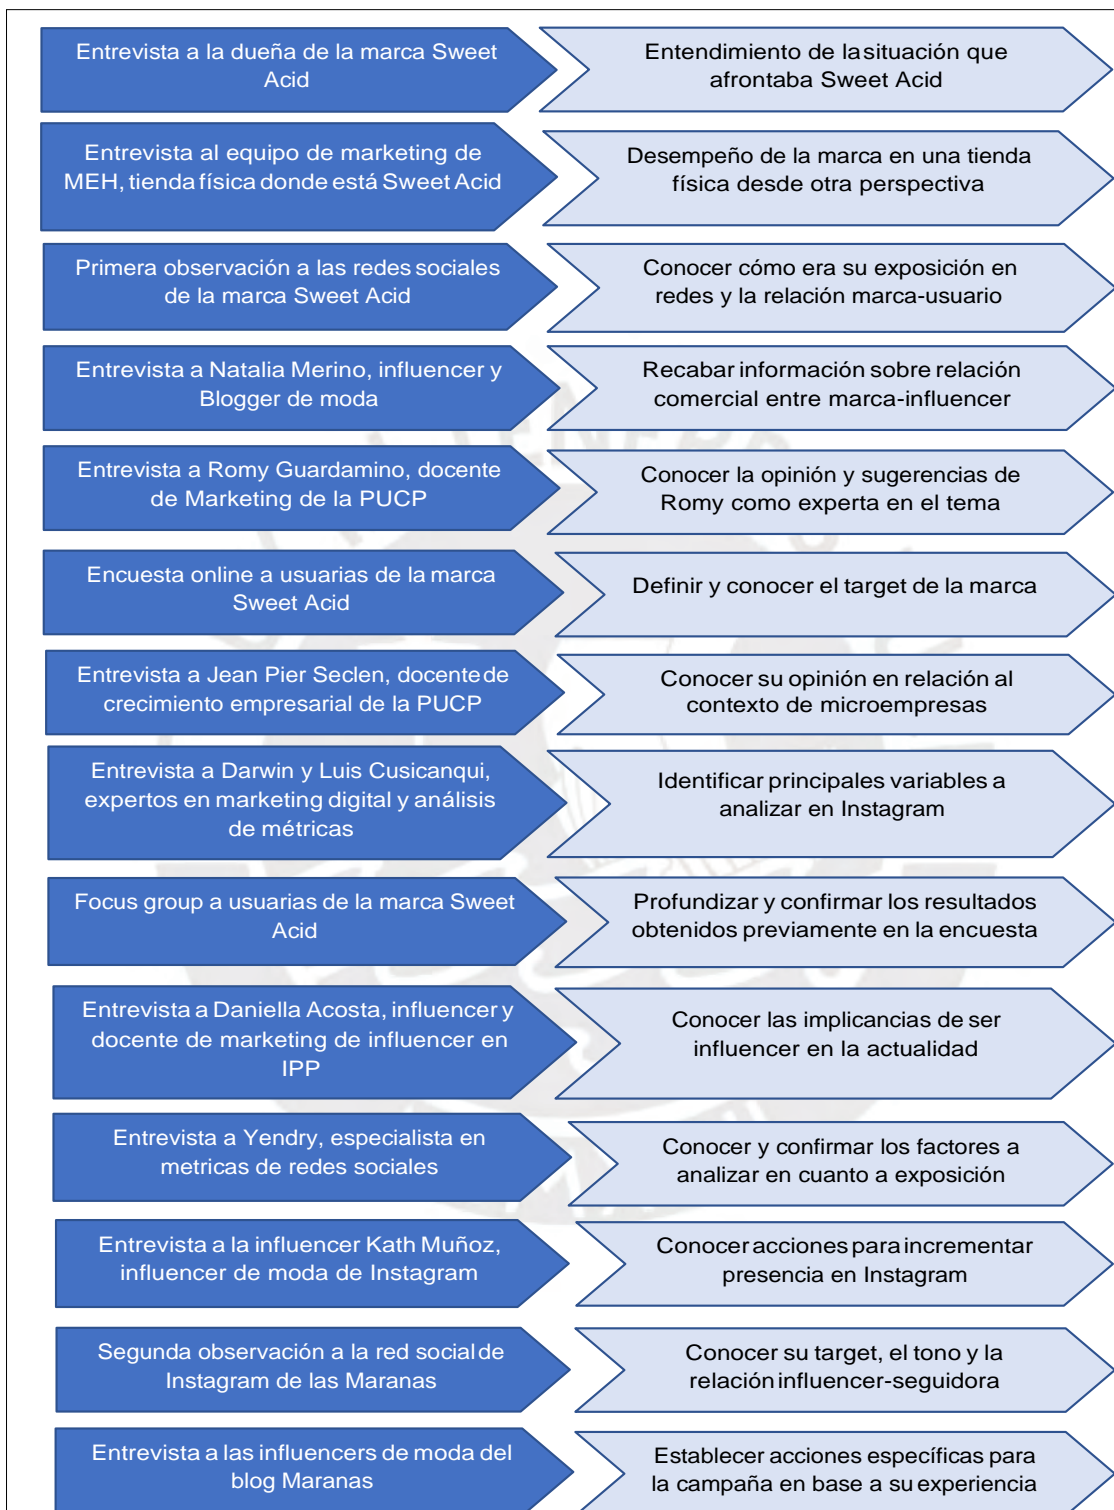 Entrevista a la dueña de la marca Sweet
Acid
Entendimiento de la situación que
afrontaba Sweet Acid
Entrevista al equipo de marketing de
MEH, tienda física donde está Sweet Acid
Desempeño de la marca en una tienda
física desde otra perspectiva
Primera observación a las redes sociales
de la marca Sweet Acid
Conocer cómo era su exposición en
redes y la relación marca-usuario
Entrevista a Natalia Merino, influencer y
Blogger de moda
Recabar información sobre relación
comercial entre marca-influencer
Entrevista a Romy Guardamino, docente
de Marketing de la PUCP
Conocer la opinión y sugerencias de
Romy como experta en el tema
Encuesta online a usuarias de la marca
Sweet Acid
Definir y conocer el target de la marca
Entrevista a Jean Pier Seclen, docente de
crecimiento empresarial de la PUCP
Conocer su opinión en relación al
contexto de microempresas
Entrevista a Darwin y Luis Cusicanqui,
expertos en marketing digital y análisis
de métricas
Identificar principales variables a
analizar en Instagram
Focus group a usuarias de la marca Sweet
Acid
Profundizar y confirmar los resultados
obtenidos previamente en la encuesta
Entrevista a Daniella Acosta, influencer y
docente de marketing de influencer en
IPP
Conocer las implicancias de ser
influencer en la actualidad
Entrevista a Yendry, especialista en
metricas de redes sociales
Conocer y confirmar los factores a
analizar en cuanto a exposición
Entrevista a la influencer Kath Muñoz,
influencer de moda de Instagram
Conocer acciones para incrementar
presencia en Instagram
Segunda observación a la red social de
Instagram de las Maranas
Conocer su target, el tono y la
relación influencer-seguidora
Entrevista a las influencers de moda del
blog Maranas
Establecer acciones específicas para
la campaña en base a su experiencia